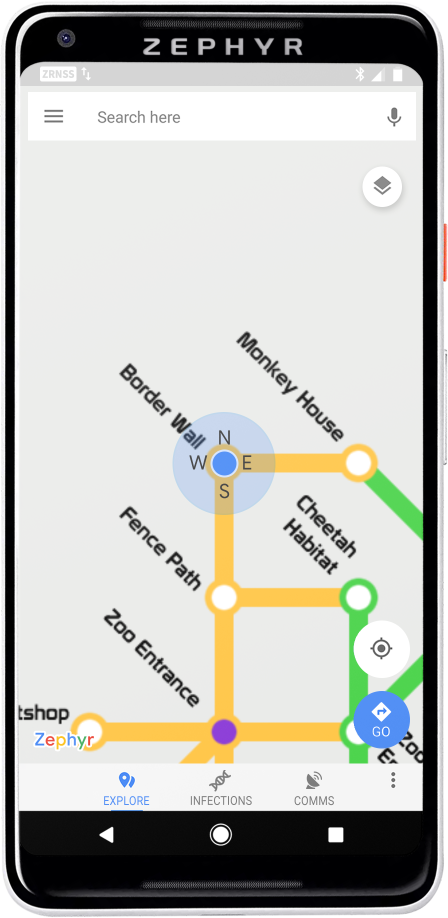 ZEPHYR
ZRNSS
Search here
Monkey House
Border Wall
N
W E
S
Cheetah
Habitat
Fence Path
Zoo Entrance
tshop
Zephyr
GO
Zoo
En
EXPLORE INFECTIONS COMMS